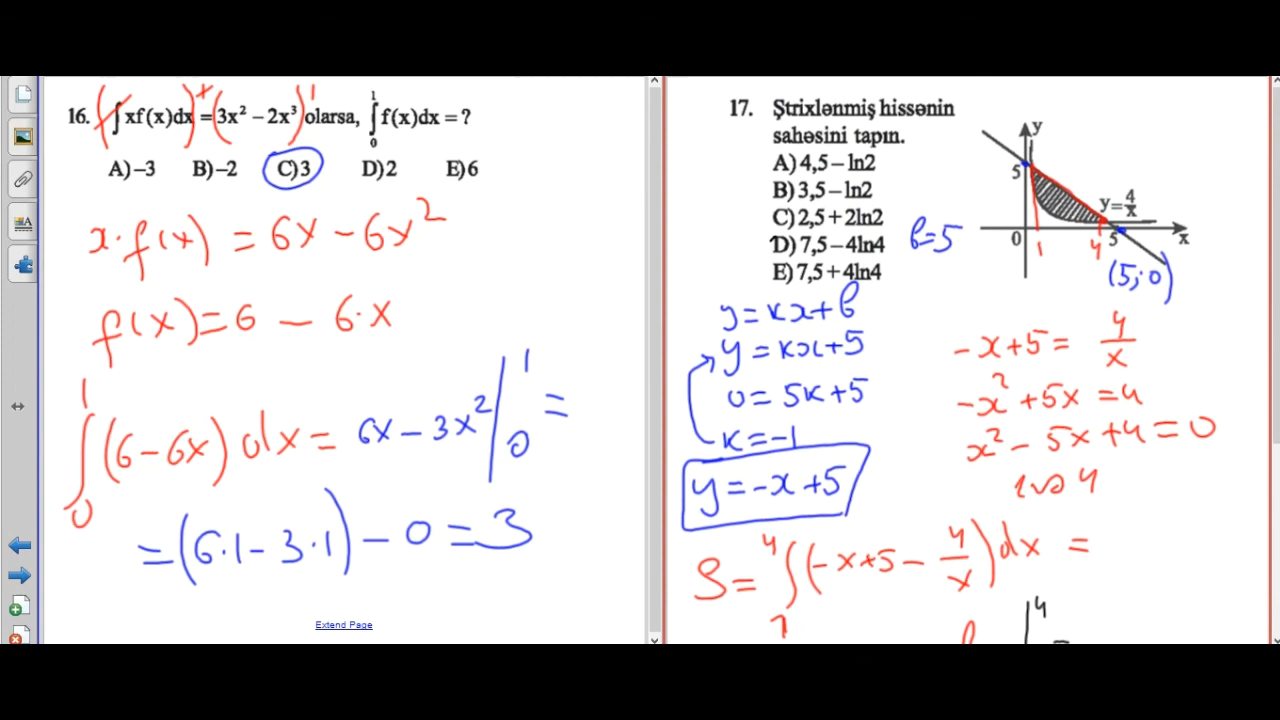 16. (∫xf(x)dx)' = (3x² − 2x³)' olarsa, ∫₀¹ f(x)dx = ?
A) −3 B) −2 C) 3 D) 2 E) 6
x·f(x) = 6x − 6x²
f(x) = 6 − 6·x
∫₀¹ (6 − 6x) dx = 6x − 3x² |₀¹ =
= (6·1 − 3·1) − 0 = 3
Extend Page
17. Ştrixlənmiş hissənin
sahəsini tapın.
A) 4,5 − ln2
B) 3,5 − ln2
C) 2,5 + 2ln2
D) 7,5 − 4ln4
E) 7,5 + 4ln4
y
5
y = 4/x
0
1
4
5
x
b = 5
(5; 0)
y = kx + b
y = kx + 5
0 = 5k + 5
k = −1
y = −x + 5
−x + 5 = 4/x
−x² + 5x = 4
x² − 5x + 4 = 0
1 və 4
S = ∫₁⁴ (−x + 5 − 4/x) dx =
4